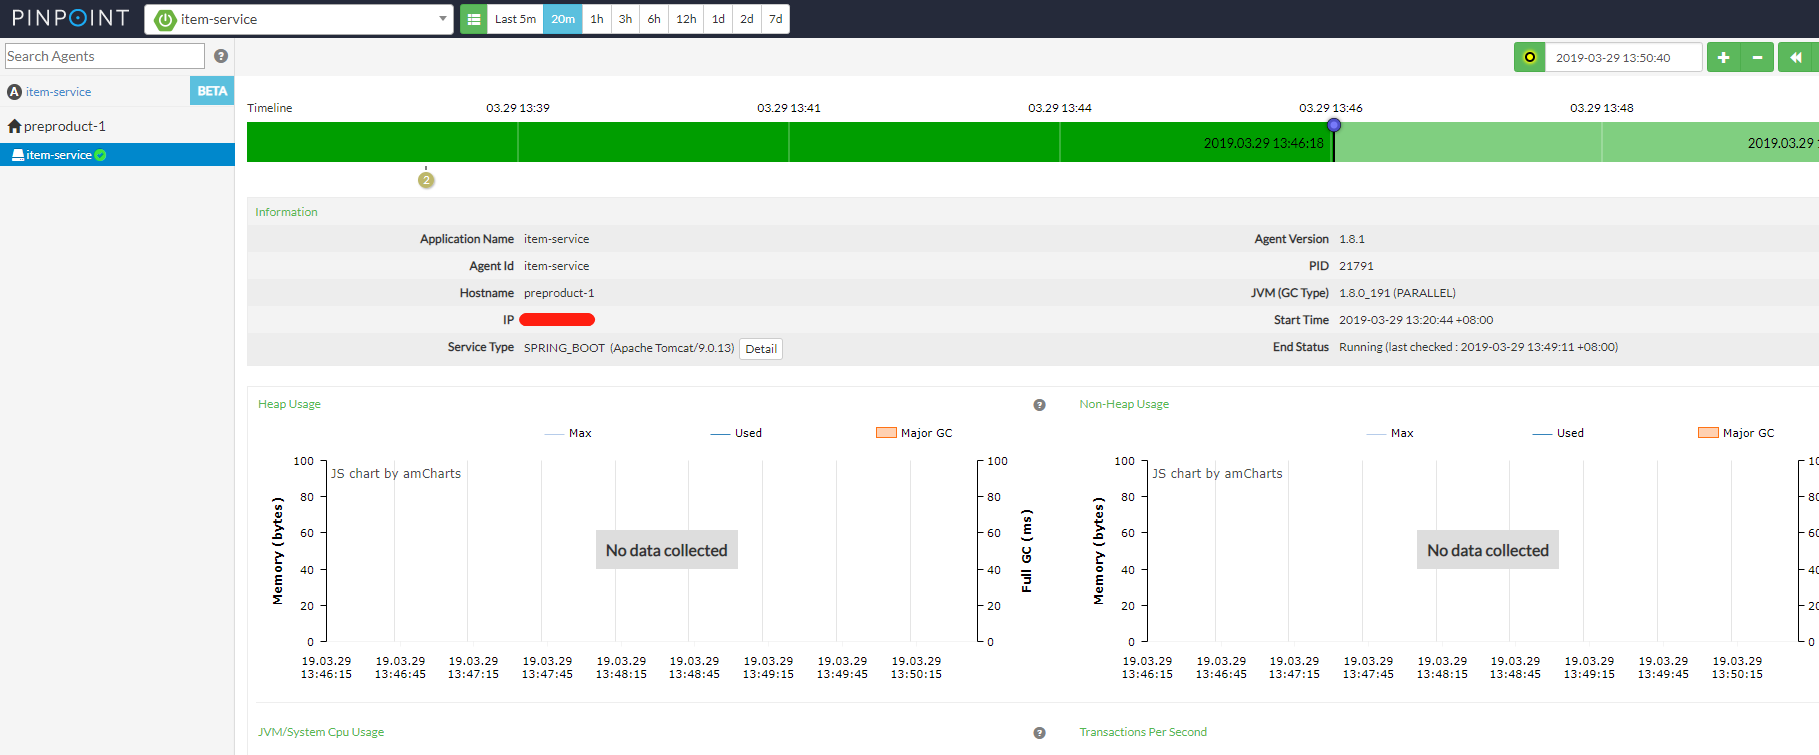 PINPOINT item-service Last 5m 20m 1h 3h 6h 12h 1d 2d 7d
Search Agents ?
2019-03-29 13:50:40
A item-service BETA
preproduct-1
item-service
Timeline 03.29 13:39 03.29 13:41 03.29 13:44 03.29 13:46 03.29 13:48
2019.03.29 13:46:18 2019.03.29
2
Information
Application Name item-service Agent Version 1.8.1
Agent Id item-service PID 21791
Hostname preproduct-1 JVM (GC Type) 1.8.0_191 (PARALLEL)
IP Start Time 2019-03-29 13:20:44 +08:00
Service Type SPRING_BOOT (Apache Tomcat/9.0.13) Detail End Status Running (last checked : 2019-03-29 13:49:11 +08:00)
Heap Usage ?
Max Used Major GC
JS chart by amCharts
100 80 60 40 20 0
Memory (bytes)
No data collected
100 80 60 40 20 0
Full GC (ms)
19.03.29 19.03.29 19.03.29 19.03.29 19.03.29 19.03.29 19.03.29 19.03.29 19.03.29
13:46:15 13:46:45 13:47:15 13:47:45 13:48:15 13:48:45 13:49:15 13:49:45 13:50:15
Non-Heap Usage
Max Used Major GC
JS chart by amCharts
100 80 60 40 20 0
Memory (bytes)
No data collected
19.03.29 19.03.29 19.03.29 19.03.29 19.03.29 19.03.29 19.03.29 19.03.29 19.03.29
13:46:15 13:46:45 13:47:15 13:47:45 13:48:15 13:48:45 13:49:15 13:49:45 13:50:15
JVM/System Cpu Usage ?
Transactions Per Second